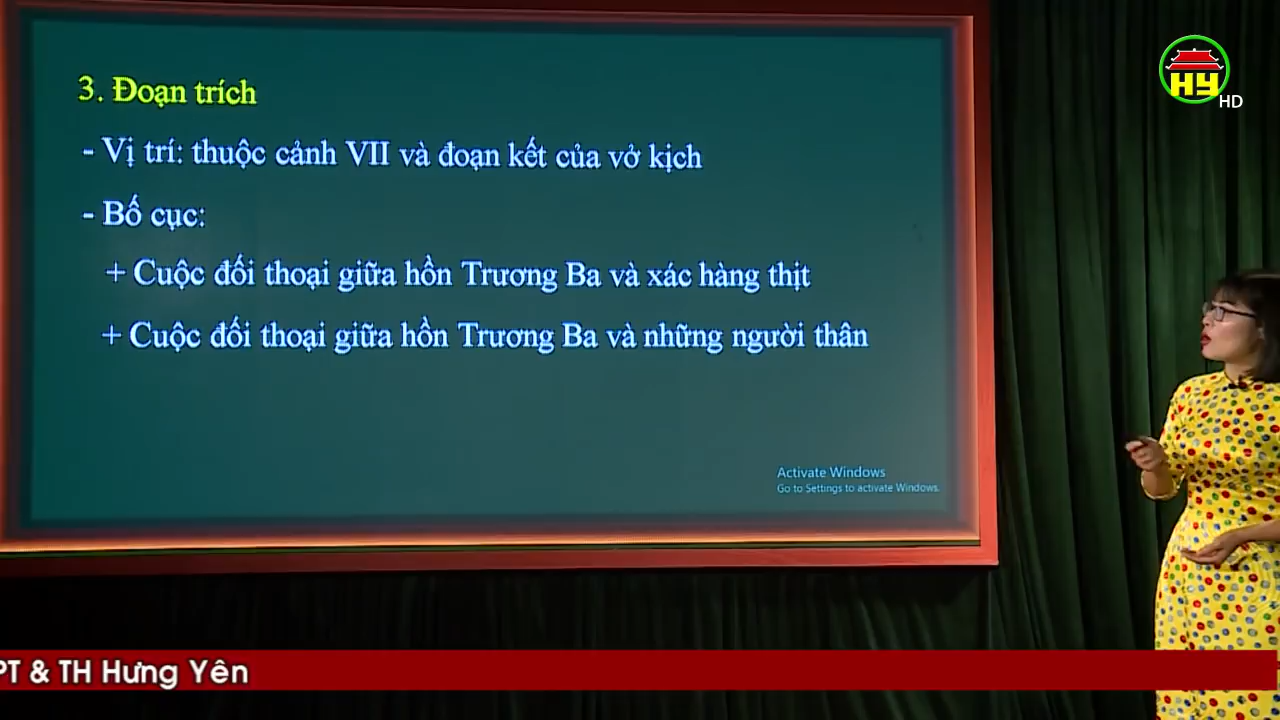 3. Đoạn trích
- Vị trí: thuộc cảnh VII và đoạn kết của vở kịch
- Bố cục:
+ Cuộc đối thoại giữa hồn Trương Ba và xác hàng thịt
+ Cuộc đối thoại giữa hồn Trương Ba và những người thân
Activate Windows
Go to Settings to activate Windows.
HY
HD
PT & TH Hưng Yên